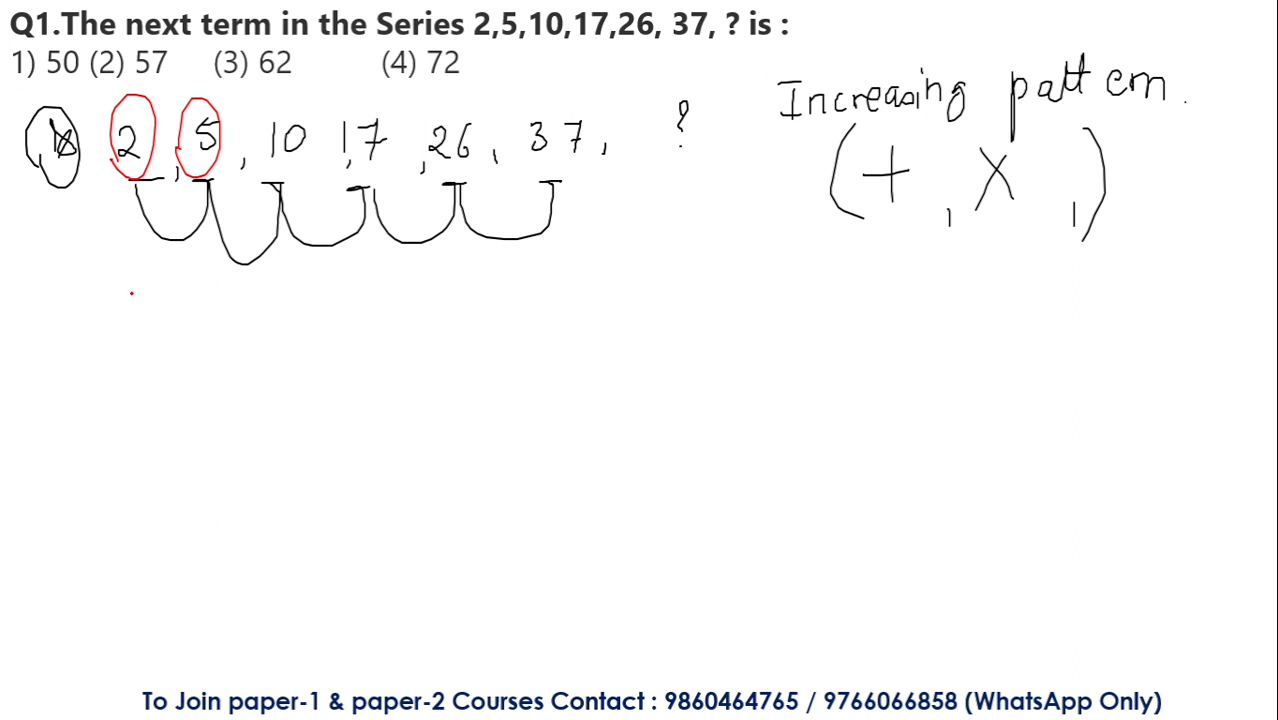 Q1.The next term in the Series 2,5,10,17,26, 37, ? is :
1) 50 (2) 57 (3) 62 (4) 72
Increasing pattern.
2, 5, 10, 17, 26, 37, ?
(+, X, )
To Join paper-1 & paper-2 Courses Contact : 9860464765 / 9766066858 (WhatsApp Only)